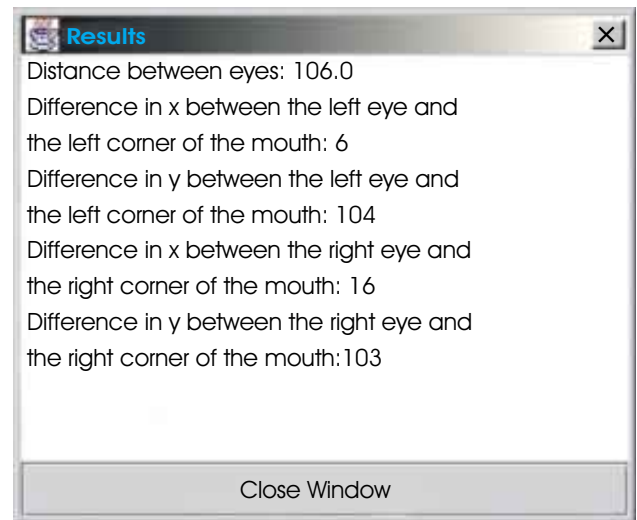 Results
Distance between eyes: 106.0
Difference in x between the left eye and
the left corner of the mouth: 6
Difference in y between the left eye and
the left corner of the mouth: 104
Difference in x between the right eye and
the right corner of the mouth: 16
Difference in y between the right eye and
the right corner of the mouth:103
Close Window